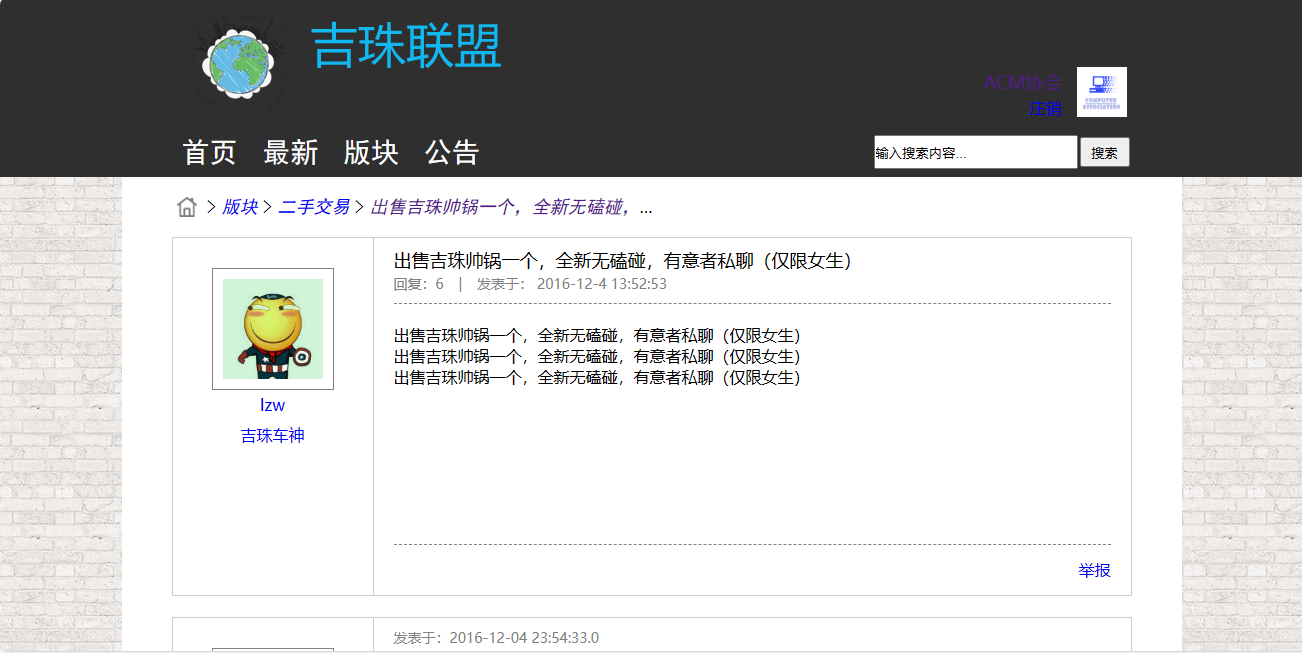 吉珠联盟
ACM协会
注销
COMPUTER
ASSOCIATION
首页 最新 版块 公告
输入搜索内容... 搜索
> 版块 > 二手交易 > 出售吉珠帅锅一个，全新无磕碰，...
出售吉珠帅锅一个，全新无磕碰，有意者私聊（仅限女生）
回复：6 | 发表于： 2016-12-4 13:52:53
出售吉珠帅锅一个，全新无磕碰，有意者私聊（仅限女生）
出售吉珠帅锅一个，全新无磕碰，有意者私聊（仅限女生）
出售吉珠帅锅一个，全新无磕碰，有意者私聊（仅限女生）
lzw
吉珠车神
举报
发表于：2016-12-04 23:54:33.0